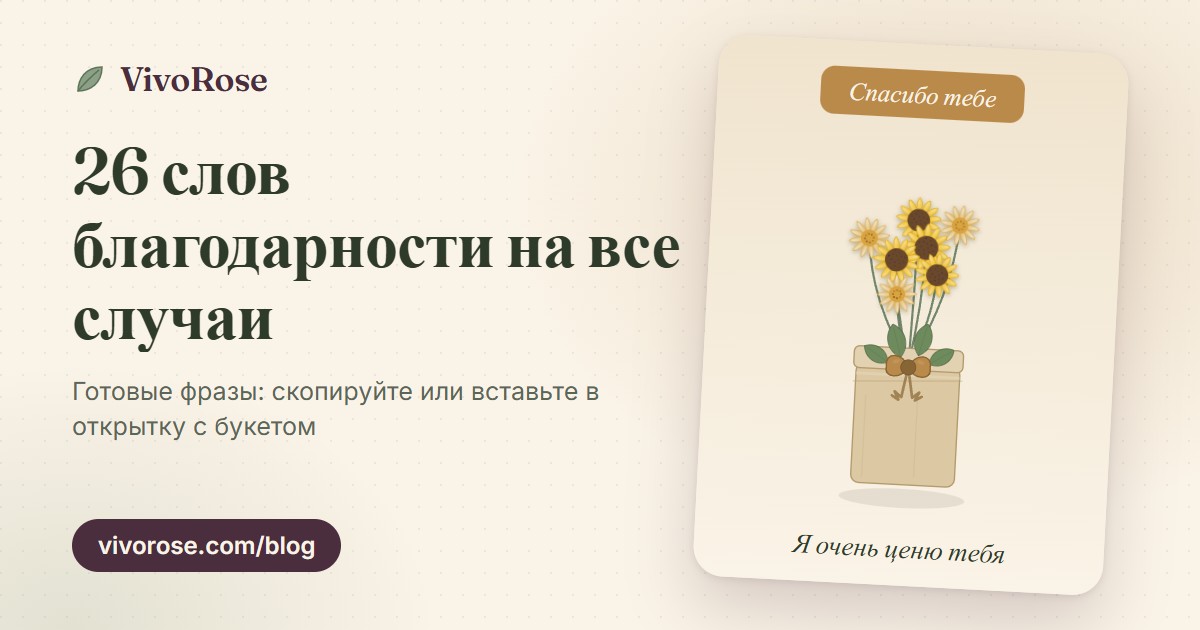 VivoRose
26 слов
благодарности на все
случаи
Готовые фразы: скопируйте или вставьте в
открытку с букетом
vivorose.com/blog
Спасибо тебе
Я очень ценю тебя